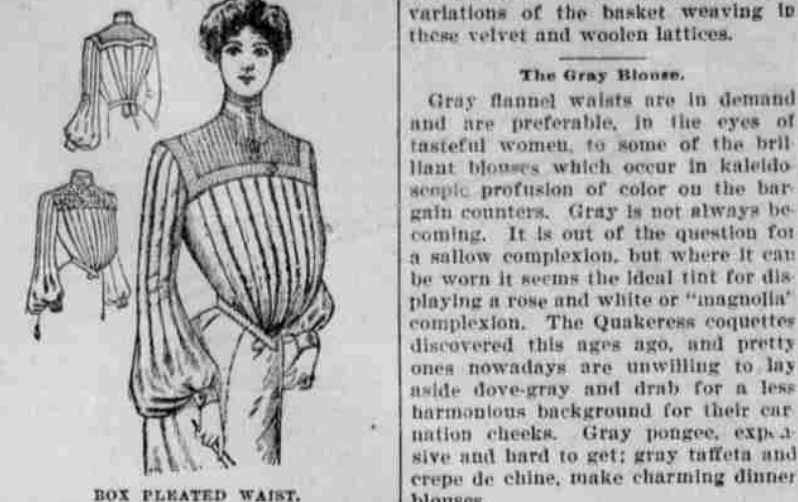 BOX PLEATED WAIST.
variations of the basket weaving in
these velvet and woolen lattices.
The Gray Blouse.
Gray flannel waists are in demand
and are preferable, in the eyes of
tasteful women, to some of the bril-
liant blouses which occur in kaleido-
scopic profusion of color on the bar-
gain counters. Gray is not always be-
coming. It is out of the question for
a sallow complexion, but where it can
be worn it seems the ideal tint for dis-
playing a rose and white or "magnolia"
complexion. The Quakeress coquettes
discovered this ages ago, and pretty
ones nowadays are unwilling to lay
aside dove-gray and drab for a less
harmonious background for their car-
nation cheeks. Gray pongee, expen-
sive and hard to get; gray taffeta and
crepe de chine, make charming dinner
blouses.